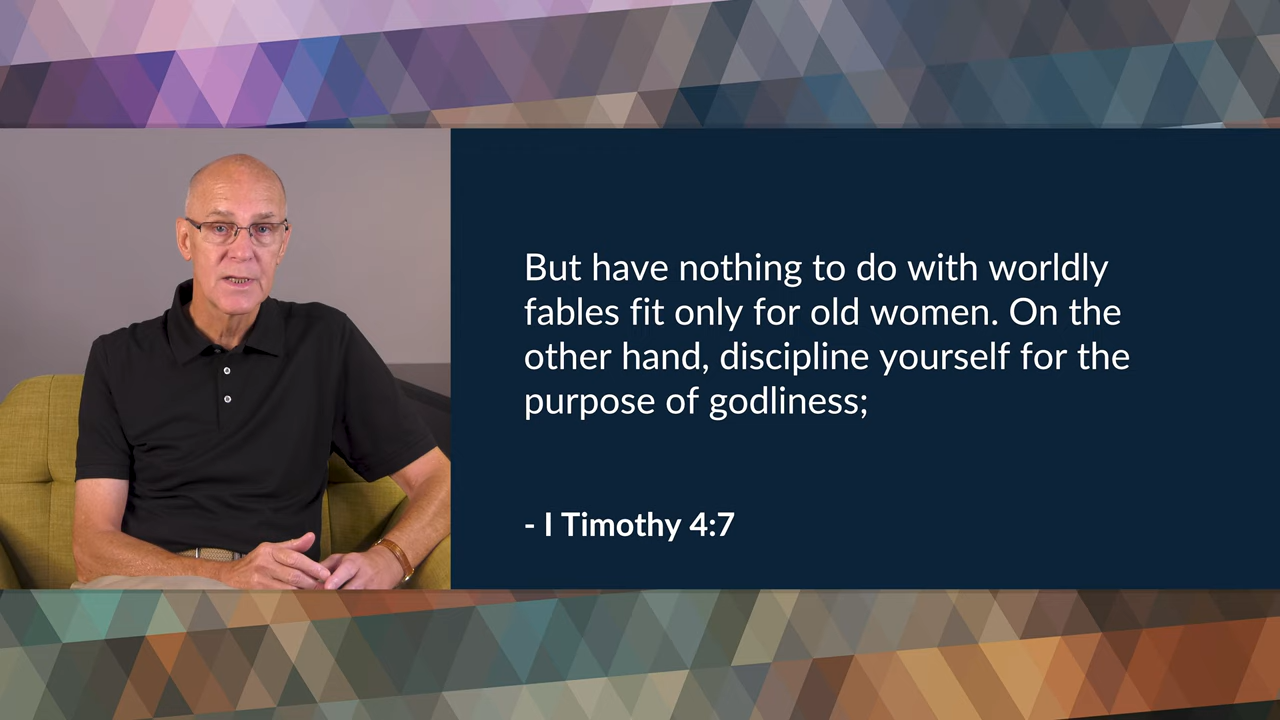 But have nothing to do with worldly
fables fit only for old women. On the
other hand, discipline yourself for the
purpose of godliness;
- I Timothy 4:7